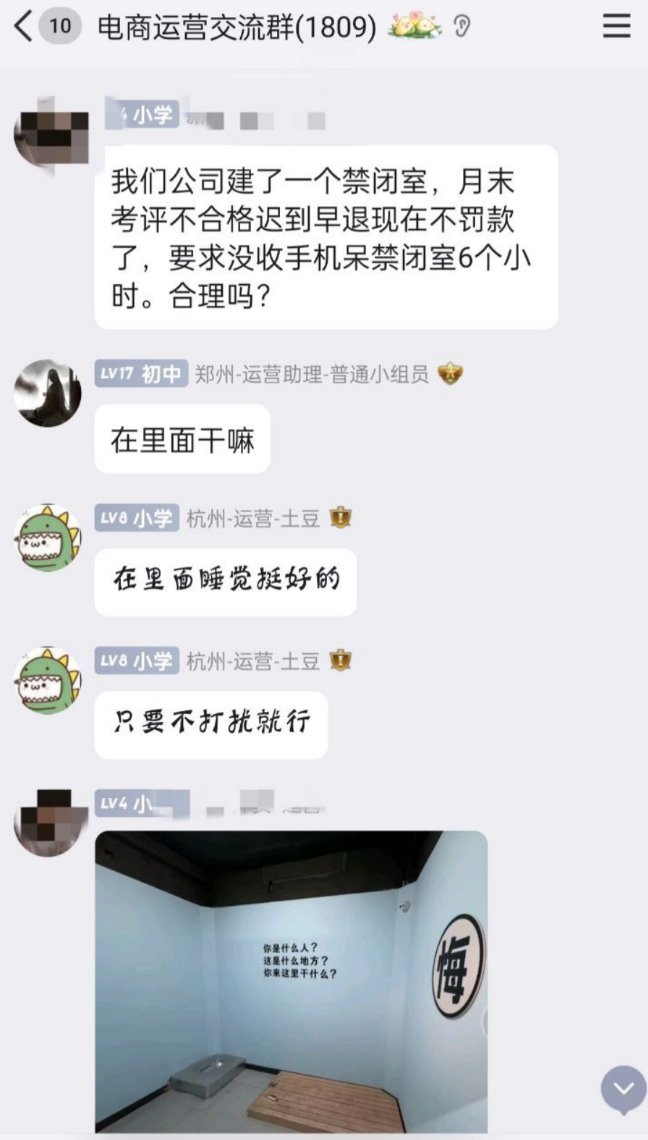 10
电商运营交流群(1809)
小学
我们公司建了一个禁闭室，月末
考评不合格迟到早退现在不罚款
了，要求没收手机呆禁闭室6个小
时。合理吗？
LV17 初中 郑州-运营助理-普通小组员
在里面干嘛
LV8 小学 杭州-运营-土豆
在里面睡觉挺好的
LV8 小学 杭州-运营-土豆
只要不打扰就行
LV4 小
你是什么人？
这是什么地方？
你来这里干什么？
悔